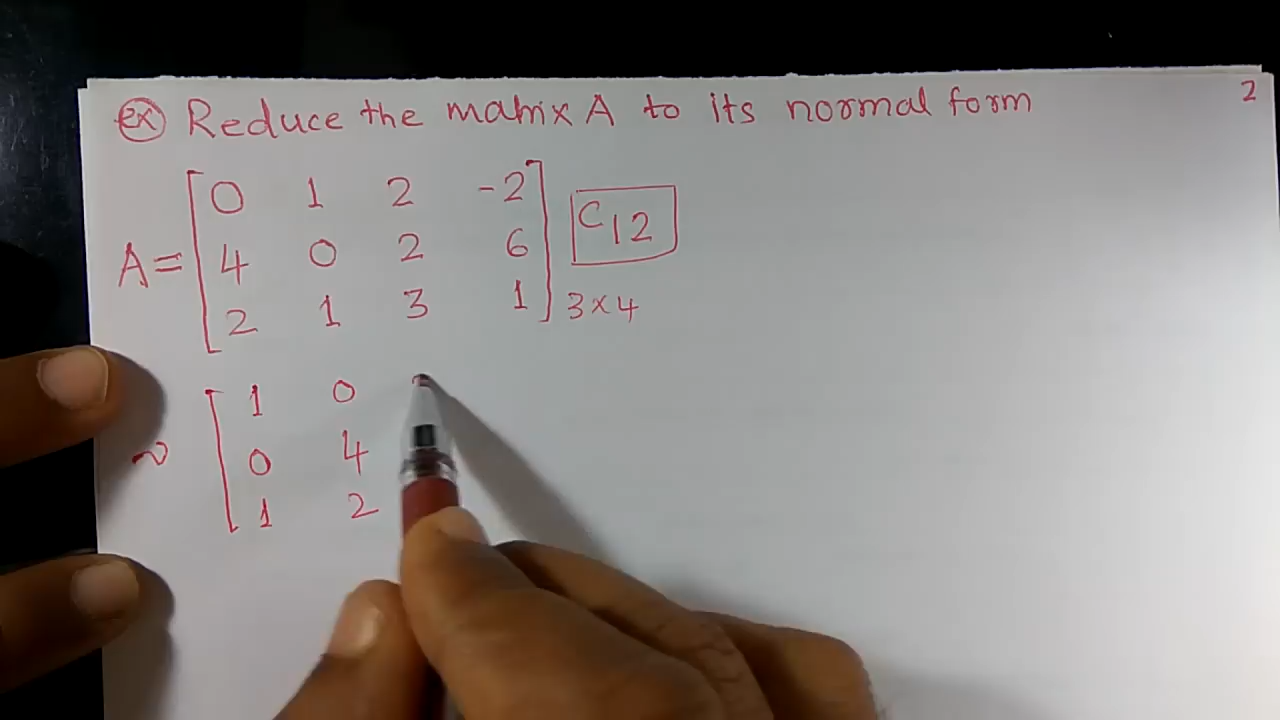 ex Reduce the matrix A to its normal form 2
A = [ 0 1 2 -2
4 0 2 6
2 1 3 1 ] 3×4 C12
~ [ 1 0
0 4
1 2